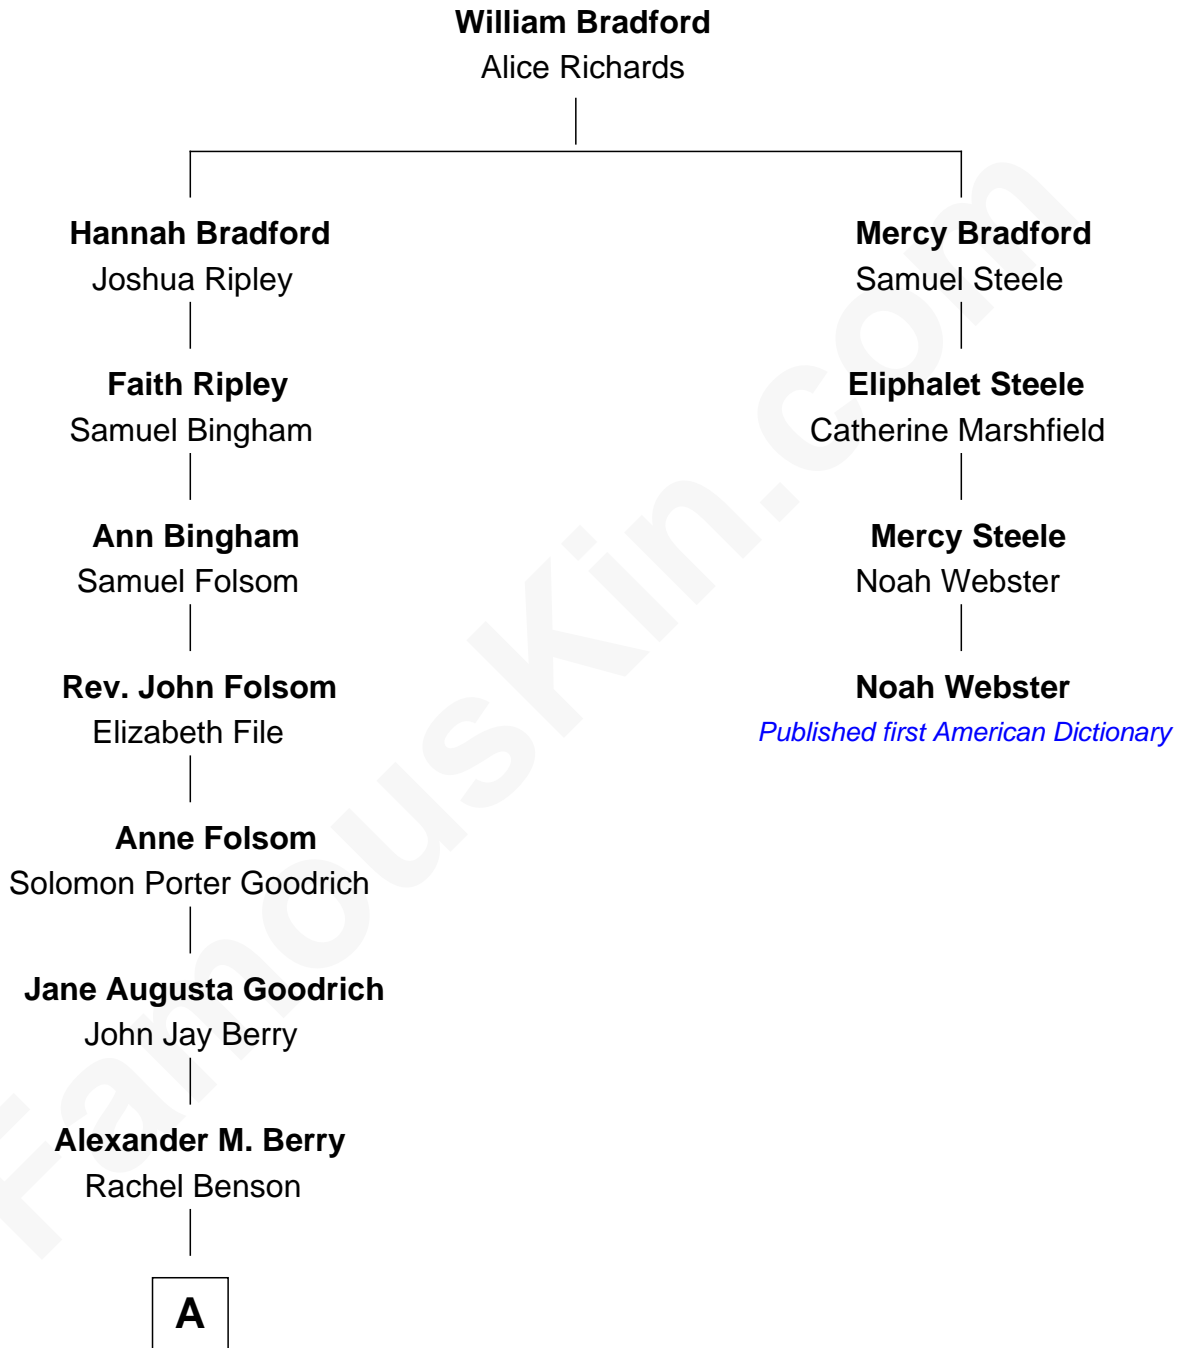 William Bradford
Alice Richards
Hannah Bradford
Joshua Ripley
Mercy Bradford
Samuel Steele
Faith Ripley
Samuel Bingham
Eliphalet Steele
Catherine Marshfield
Ann Bingham
Samuel Folsom
Mercy Steele
Noah Webster
Rev. John Folsom
Elizabeth File
Noah Webster
Published first American Dictionary
Anne Folsom
Solomon Porter Goodrich
Jane Augusta Goodrich
John Jay Berry
Alexander M. Berry
Rachel Benson
A
FamousKin.com